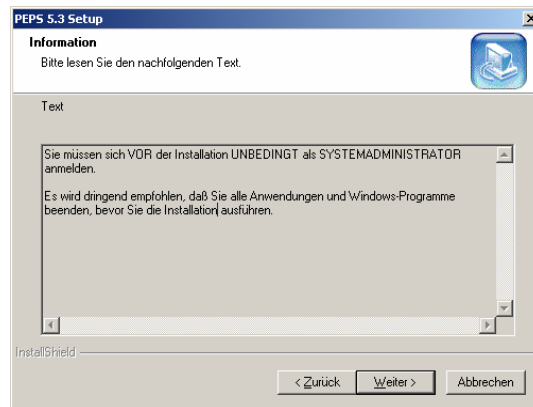 PEPS 5.3 Setup
Information
Bitte lesen Sie den nachfolgenden Text.
Text
Sie müssen sich VOR der Installation UNBEDINGT als SYSTEMADMINISTRATOR
anmelden.
Es wird dringend empfohlen, daß Sie alle Anwendungen und Windows-Programme
beenden, bevor Sie die Installation ausführen.
InstallShield
< Zurück Weiter > Abbrechen